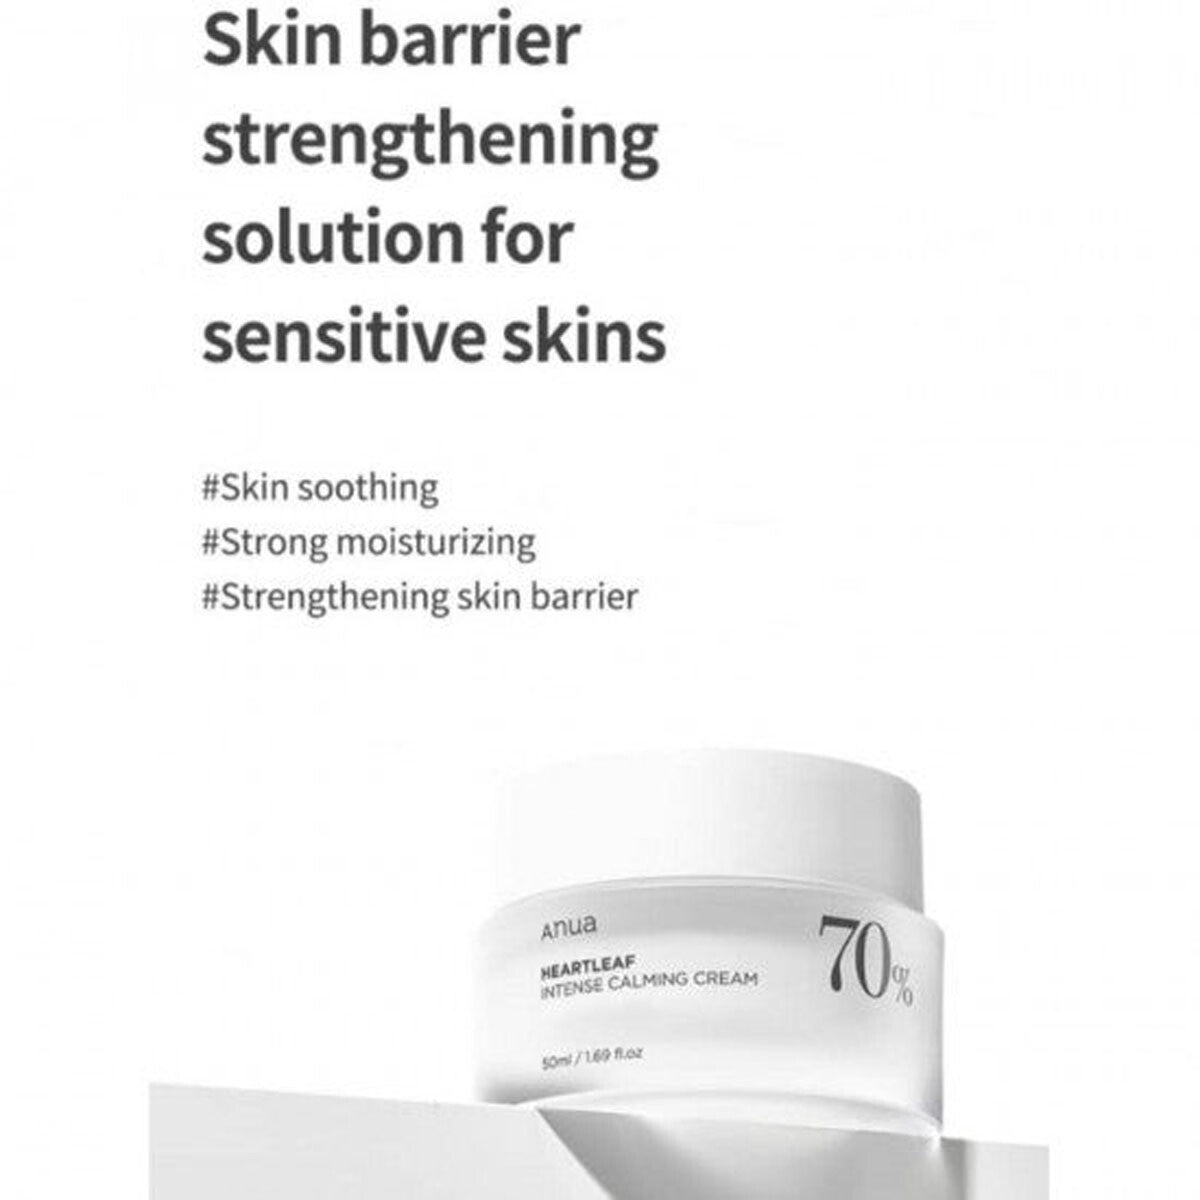 Skin barrier
strengthening
solution for
sensitive skins
#Skin soothing
#Strong moisturizing
#Strengthening skin barrier
Anua
HEARTLEAF
INTENSE CALMING CREAM
70%
50ml / 1.69 fl.oz